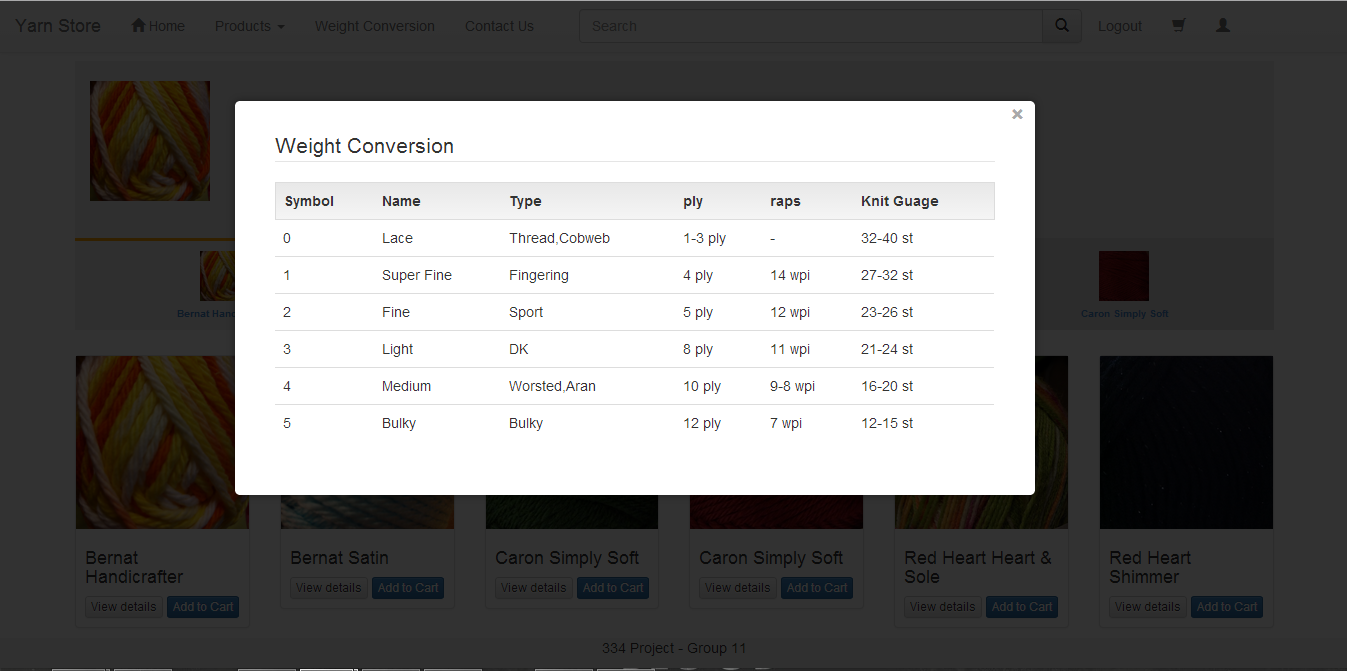 Yarn Store Home Products Weight Conversion Contact Us Search Logout
×
Weight Conversion
Symbol Name Type ply raps Knit Guage
0 Lace Thread,Cobweb 1-3 ply - 32-40 st
1 Super Fine Fingering 4 ply 14 wpi 27-32 st
2 Fine Sport 5 ply 12 wpi 23-26 st
3 Light DK 8 ply 11 wpi 21-24 st
4 Medium Worsted,Aran 10 ply 9-8 wpi 16-20 st
5 Bulky Bulky 12 ply 7 wpi 12-15 st
Bernat Caron Simply Soft
Bernat Handicrafter
Bernat Satin
Caron Simply Soft
Caron Simply Soft
Red Heart Heart &
Sole
Red Heart
Shimmer
View details Add to Cart View details Add to Cart View details Add to Cart View details Add to Cart View details Add to Cart View details Add to Cart
334 Project - Group 11